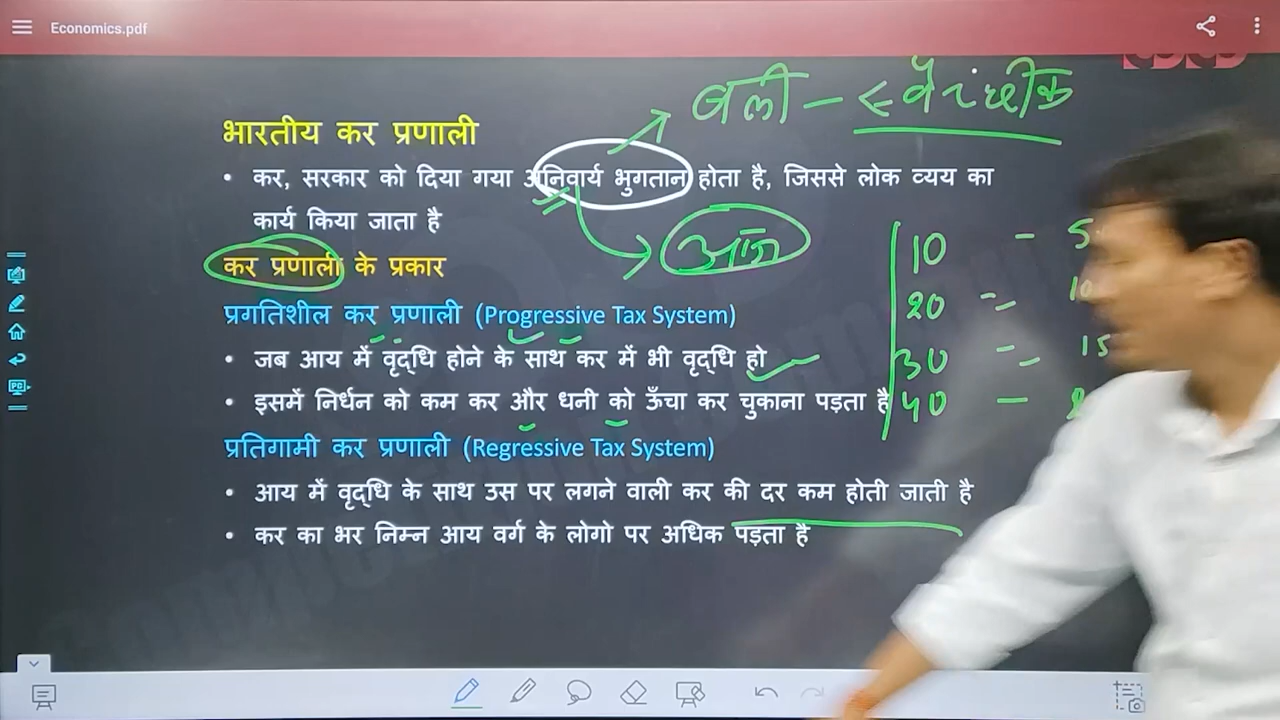 Economics.pdf
बली – स्वैच्छीक
भारतीय कर प्रणाली
• कर, सरकार को दिया गया अनिवार्य भुगतान होता है, जिससे लोक व्यय का
कार्य किया जाता है
कर प्रणाली के प्रकार
प्रगतिशील कर प्रणाली (Progressive Tax System)
• जब आय में वृद्धि होने के साथ कर में भी वृद्धि हो
• इसमें निर्धन को कम कर और धनी को ऊँचा कर चुकाना पड़ता है
10 – 5
20 – 10
30 – 15
40 –
प्रतिगामी कर प्रणाली (Regressive Tax System)
• आय में वृद्धि के साथ उस पर लगने वाली कर की दर कम होती जाती है
• कर का भर निम्न आय वर्ग के लोगो पर अधिक पड़ता है